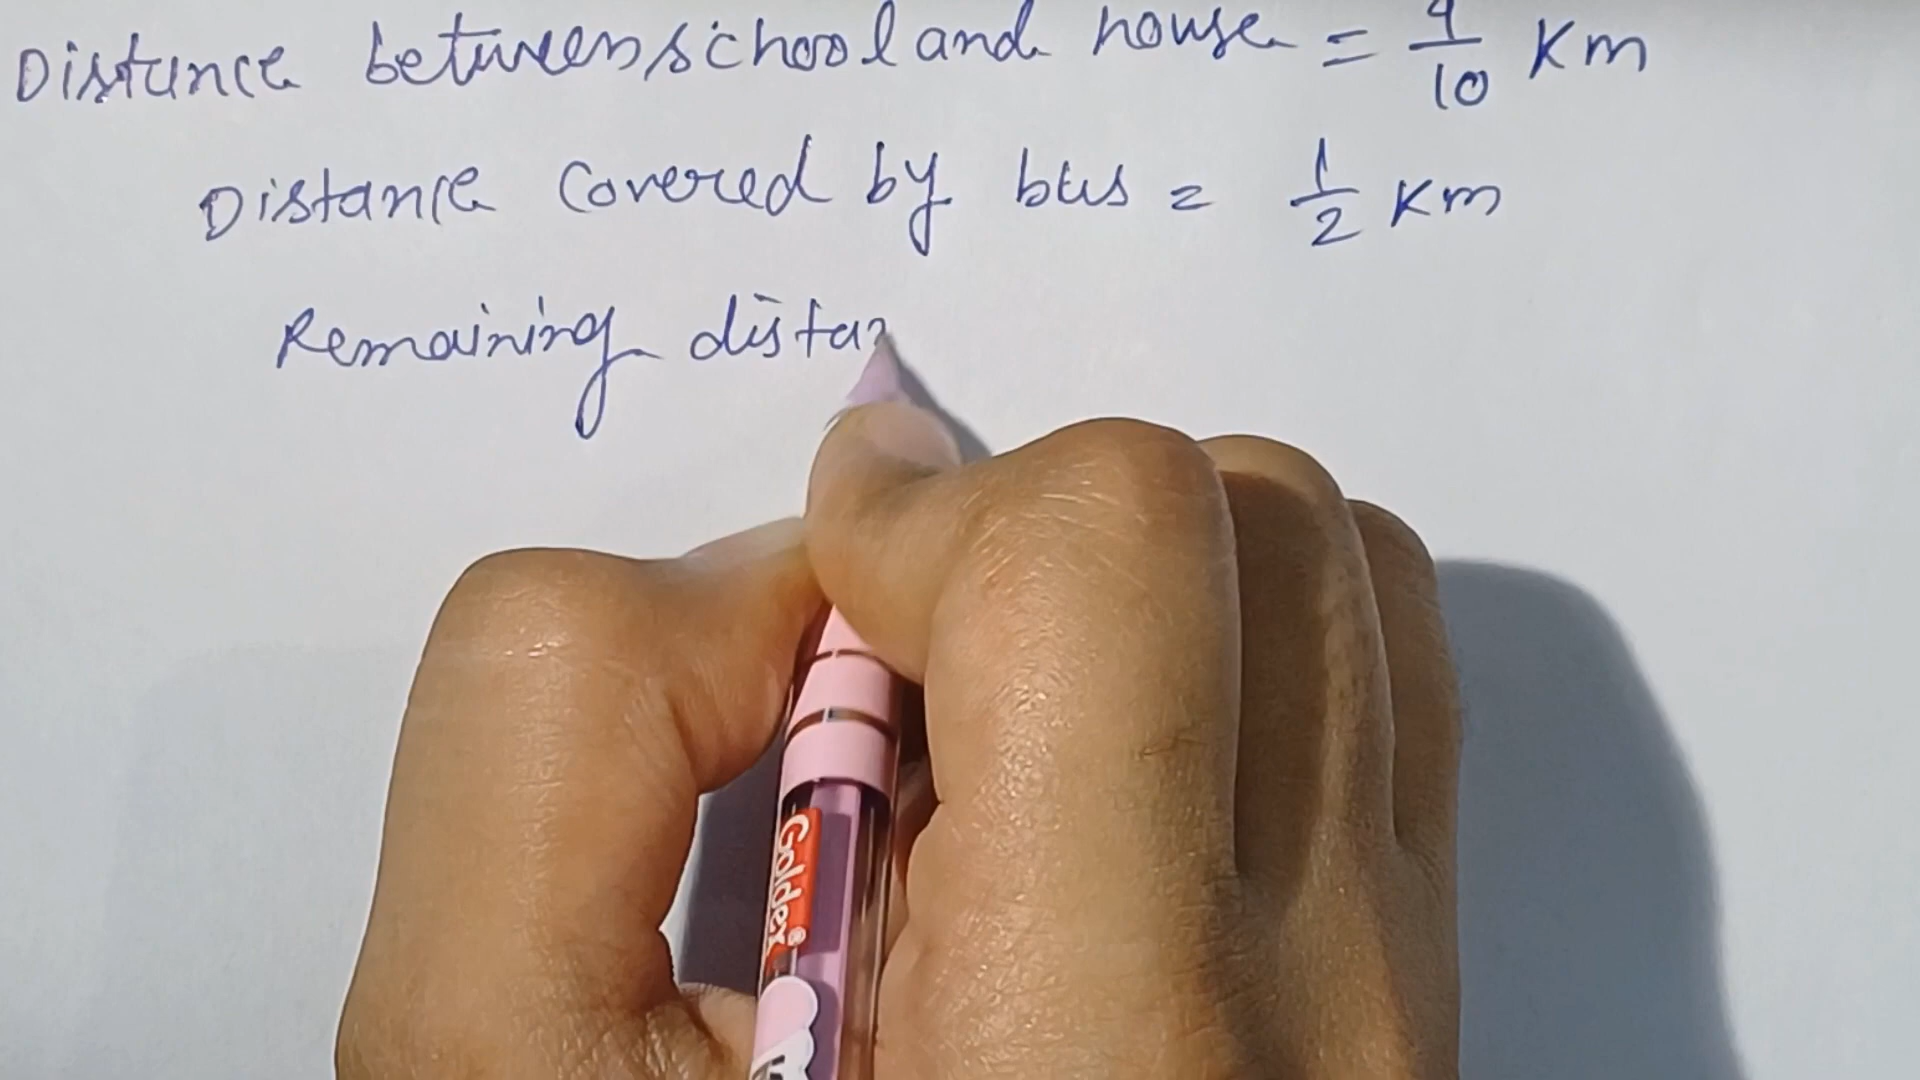 Distance between school and house = 9/10 Km
Distance covered by bus = 1/2 Km
Remaining distan
Goldex